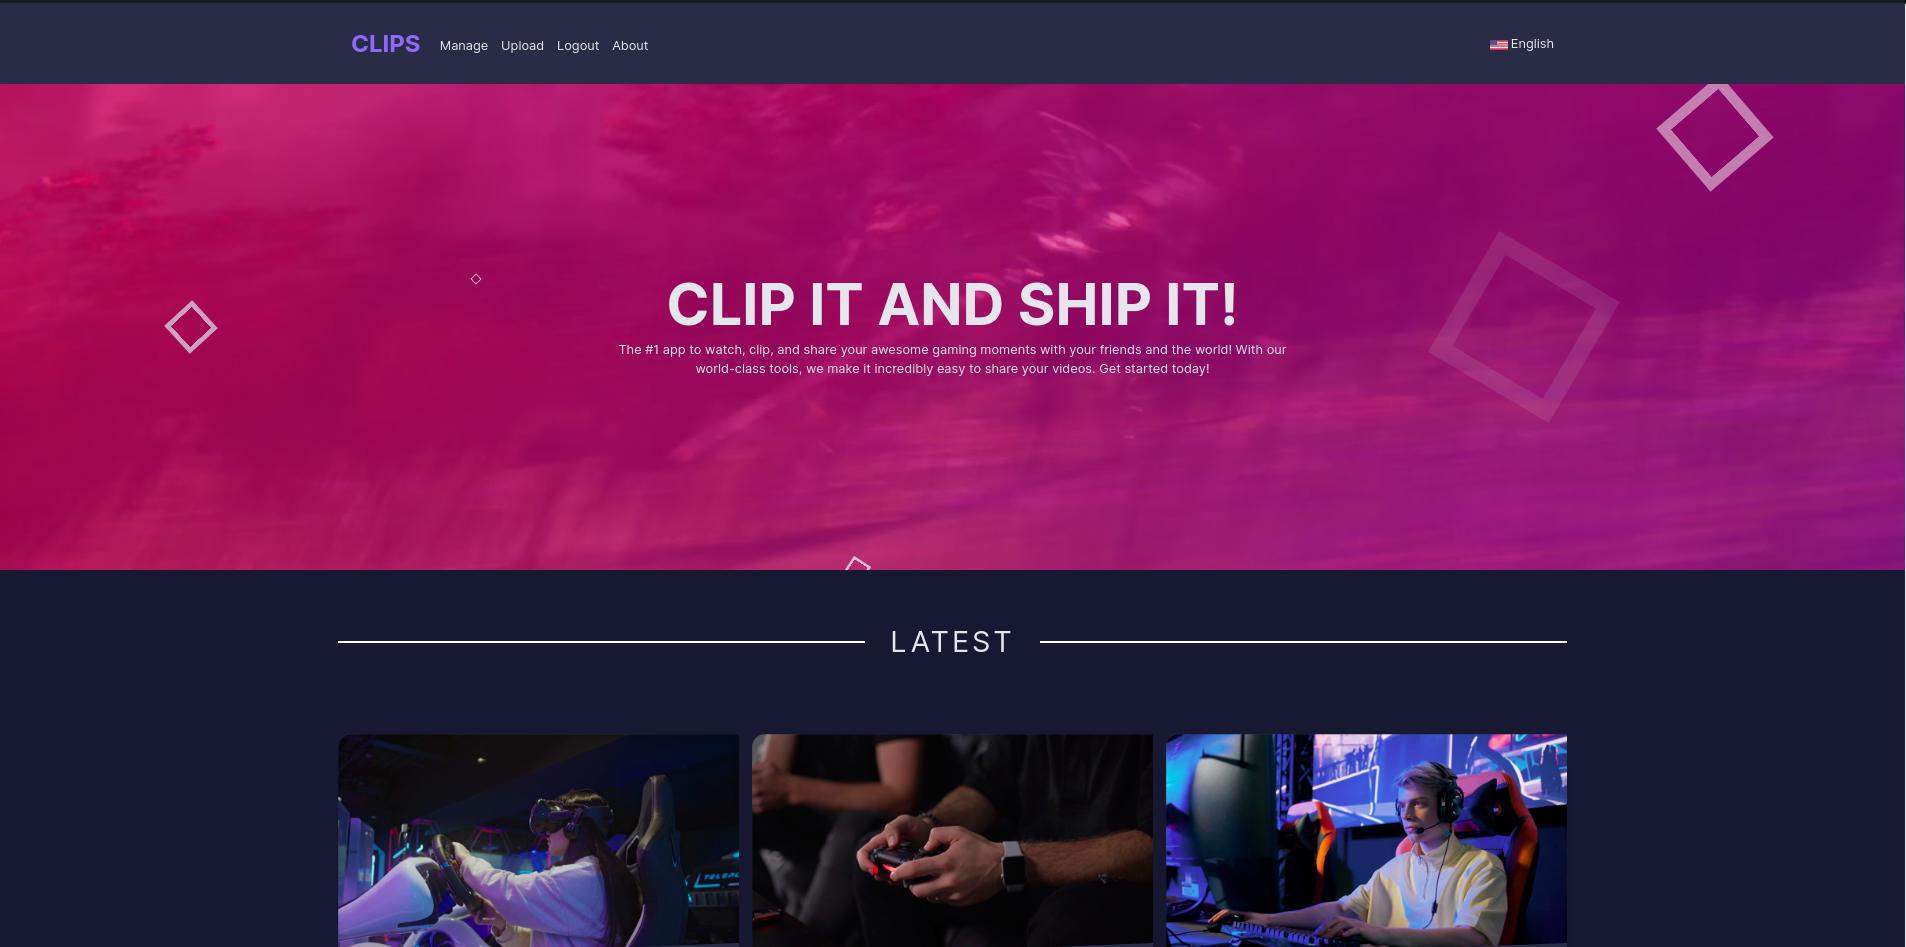 CLIPS Manage Upload Logout About English
CLIP IT AND SHIP IT!
The #1 app to watch, clip, and share your awesome gaming moments with your friends and the world! With our
world-class tools, we make it incredibly easy to share your videos. Get started today!
LATEST